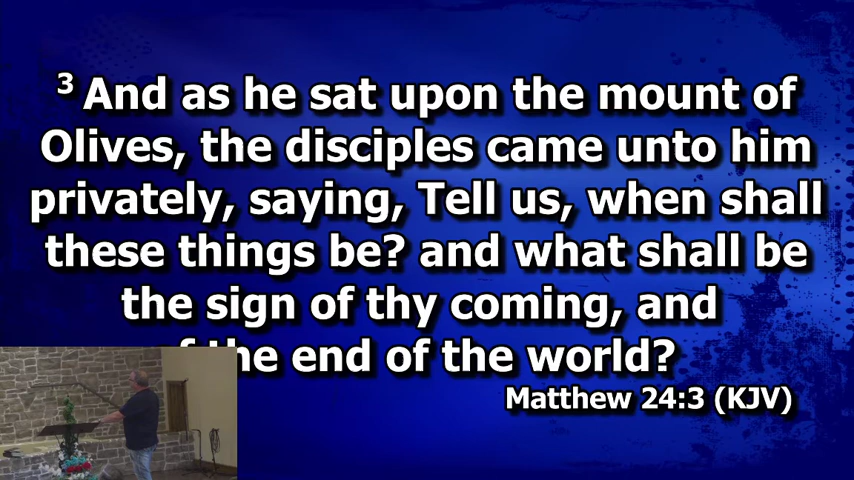 3 And as he sat upon the mount of
Olives, the disciples came unto him
privately, saying, Tell us, when shall
these things be? and what shall be
the sign of thy coming, and
the end of the world?
Matthew 24:3 (KJV)